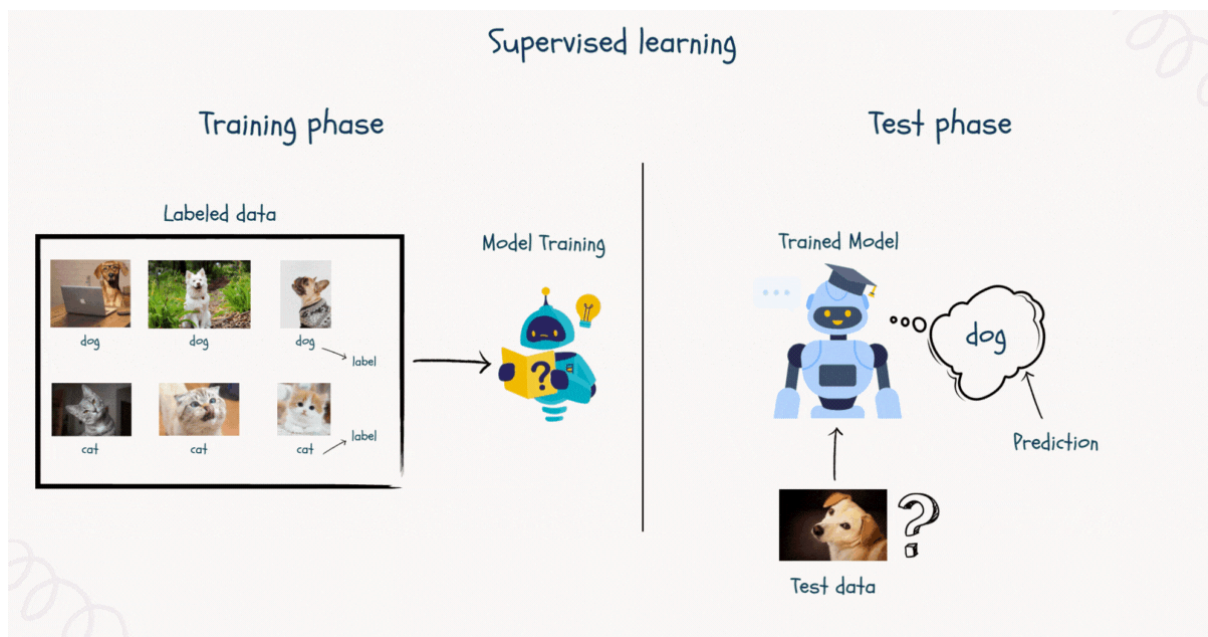 Supervised learning
Training phase
Labeled data
dog
dog
dog
label
cat
cat
cat
label
Model Training
?
Test phase
Trained Model
dog
Prediction
?
Test data